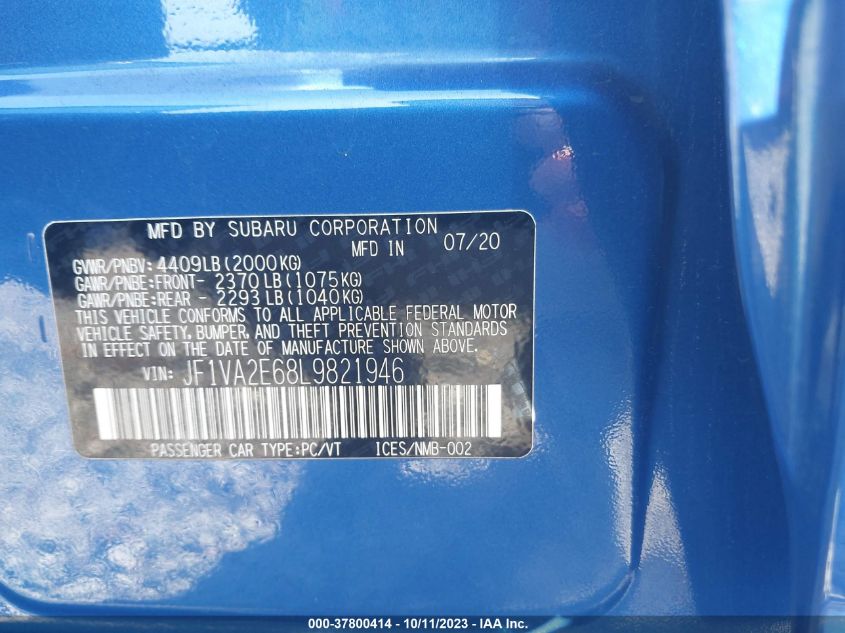 MFD BY SUBARU CORPORATION
MFD IN 07/20
GVWR/PNBV: 4409LB(2000KG)
GAWR/PNBE:FRONT- 2370LB(1075KG)
GAWR/PNBE:REAR - 2293LB(1040KG)
THIS VEHICLE CONFORMS TO ALL APPLICABLE FEDERAL MOTOR
VEHICLE SAFETY, BUMPER, AND THEFT PREVENTION STANDARDS
IN EFFECT ON THE DATE OF MANUFACTURE SHOWN ABOVE.
VIN: JF1VA2E68L9821946
PASSENGER CAR TYPE:PC/VT ICES/NMB-002
000-37800414 - 10/11/2023 - IAA Inc.